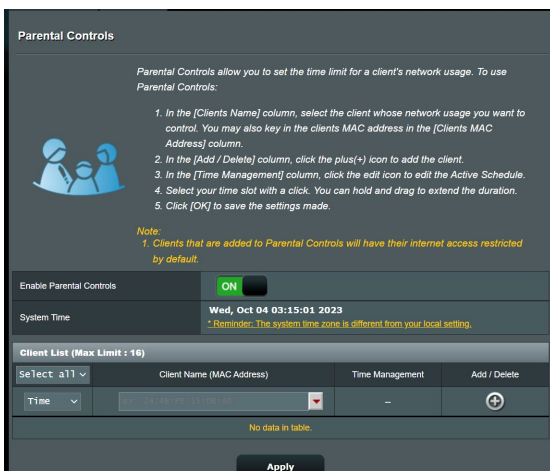 Parental Controls
Parental Controls allow you to set the time limit for a client's network usage. To use
Parental Controls:
1. In the [Clients Name] column, select the client whose network usage you want to
control. You may also key in the clients MAC address in the [Clients MAC
Address] column.
2. In the [Add / Delete] column, click the plus(+) icon to add the client.
3. In the [Time Management] column, click the edit icon to edit the Active Schedule.
4. Select your time slot with a click. You can hold and drag to extend the duration.
5. Click [OK] to save the settings made.
Note:
1. Clients that are added to Parental Controls will have their internet access restricted
by default.
Enable Parental Controls ON
System Time Wed, Oct 04 03:15:01 2023
* Reminder: The system time zone is different from your local setting.
Client List (Max Limit : 16)
Select all Client Name (MAC Address) Time Management Add / Delete
Time --
No data in table.
Apply